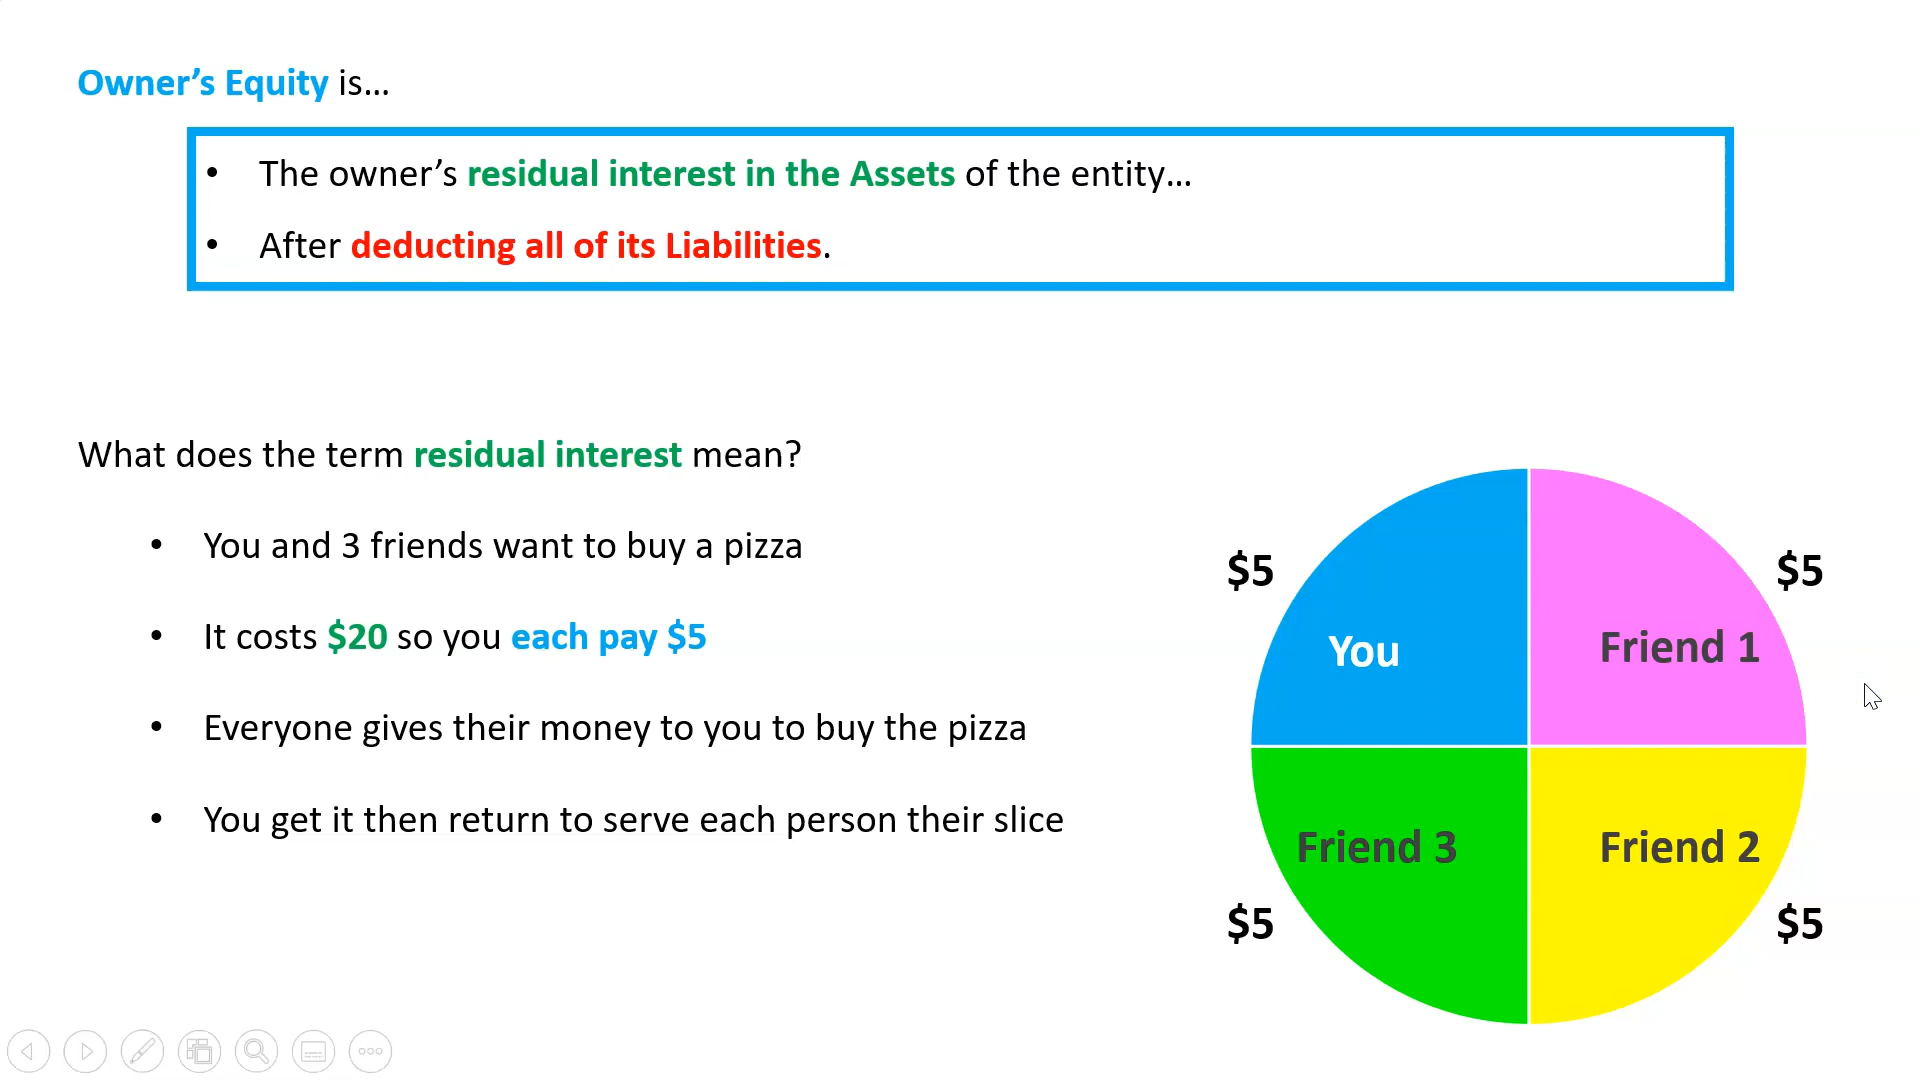 Owner’s Equity is…
• The owner’s residual interest in the Assets of the entity…
• After deducting all of its Liabilities.
What does the term residual interest mean?
• You and 3 friends want to buy a pizza
• It costs $20 so you each pay $5
• Everyone gives their money to you to buy the pizza
• You get it then return to serve each person their slice
$5
$5
You
Friend 1
Friend 3
Friend 2
$5
$5